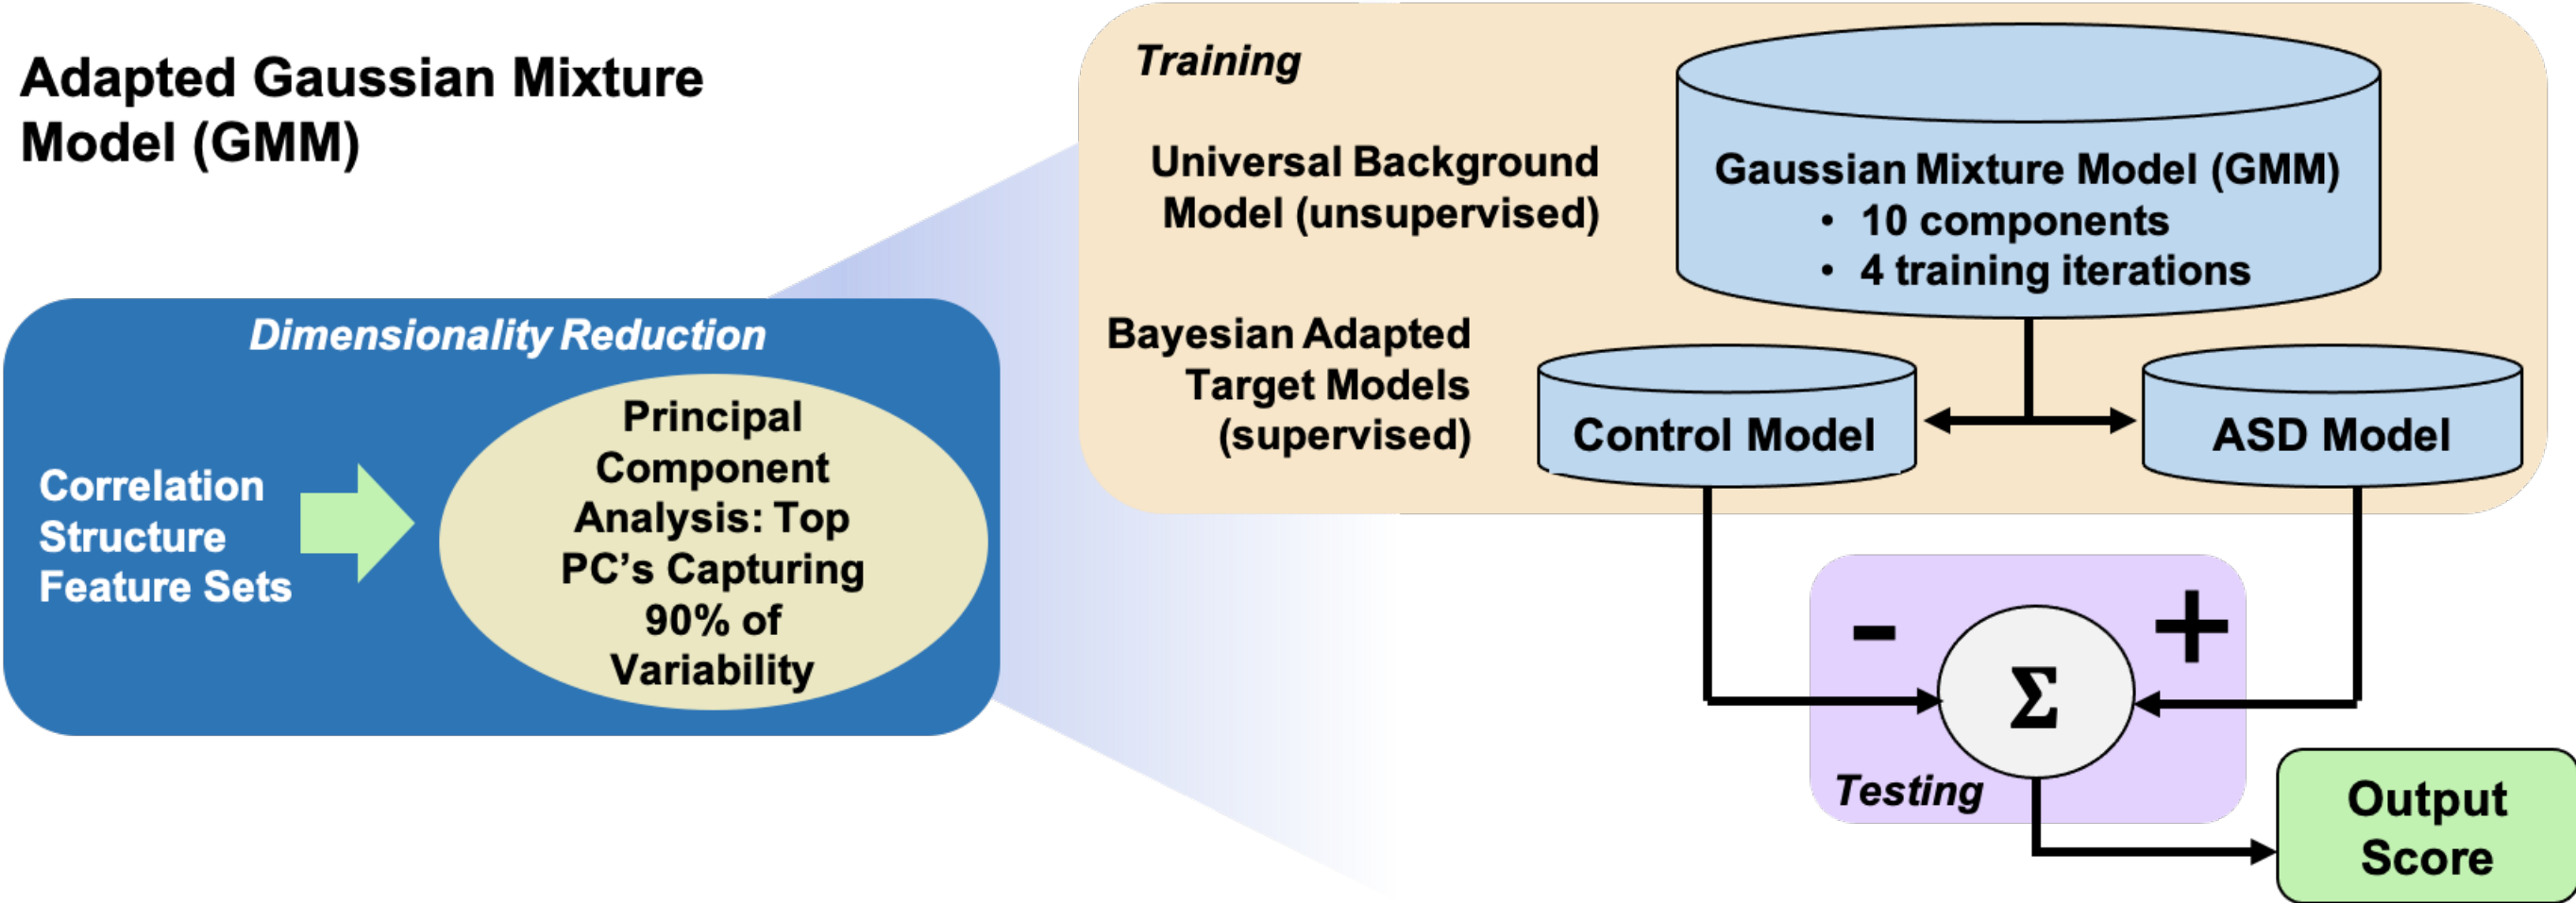 Adapted Gaussian Mixture
Model (GMM)
Dimensionality Reduction
Correlation
Structure
Feature Sets
Principal
Component
Analysis: Top
PC’s Capturing
90% of
Variability
Training
Universal Background
Model (unsupervised)
Gaussian Mixture Model (GMM)
• 10 components
• 4 training iterations
Bayesian Adapted
Target Models
(supervised)
Control Model
ASD Model
-
+
Σ
Testing
Output
Score